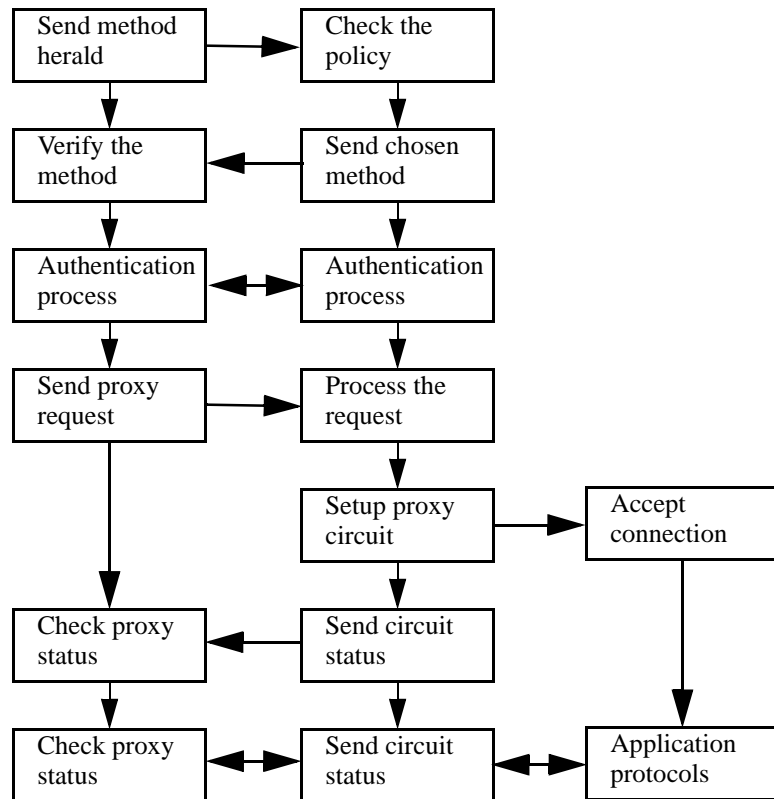 Send method
herald
Check the
policy
Verify the
method
Send chosen
method
Authentication
process
Authentication
process
Send proxy
request
Process the
request
Setup proxy
circuit
Accept
connection
Check proxy
status
Send circuit
status
Check proxy
status
Send circuit
status
Application
protocols